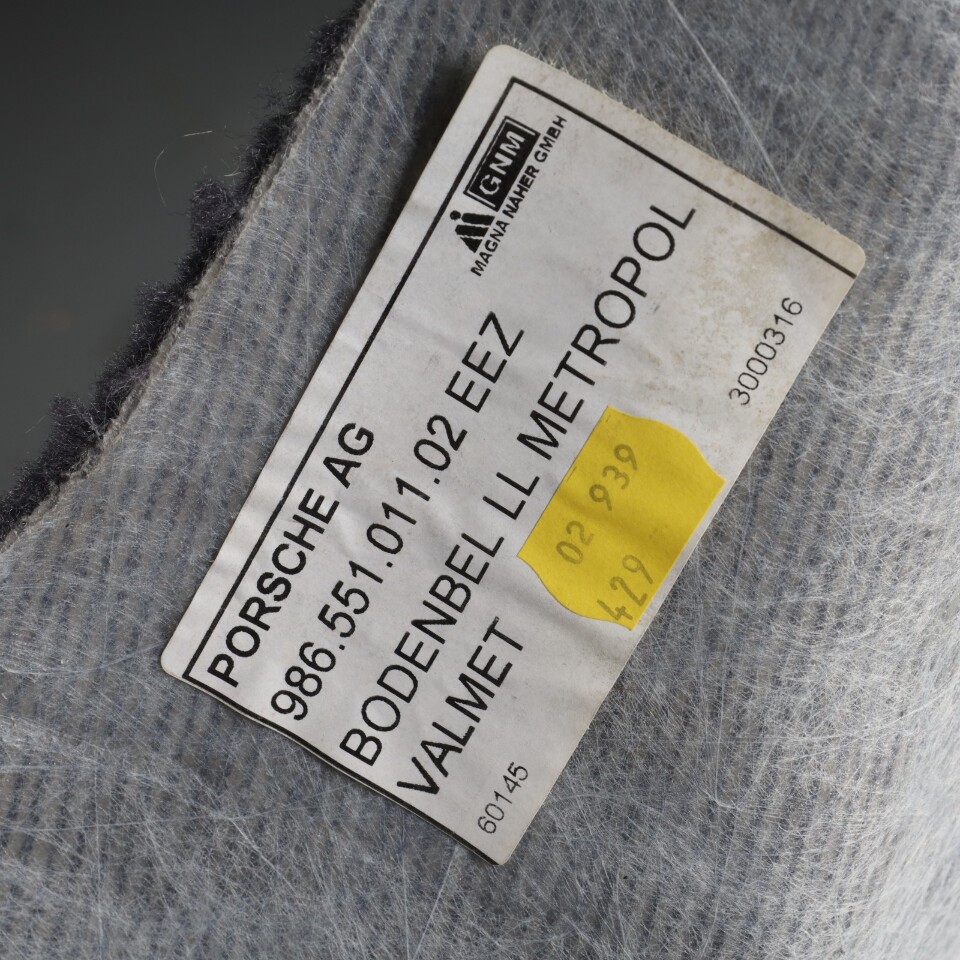 GNM
MAGNA NAHER GMBH
PORSCHE AG
986.551.011.02 EEZ
BODENBEL LL METROPOL
VALMET
60145
3000316
02 939
429